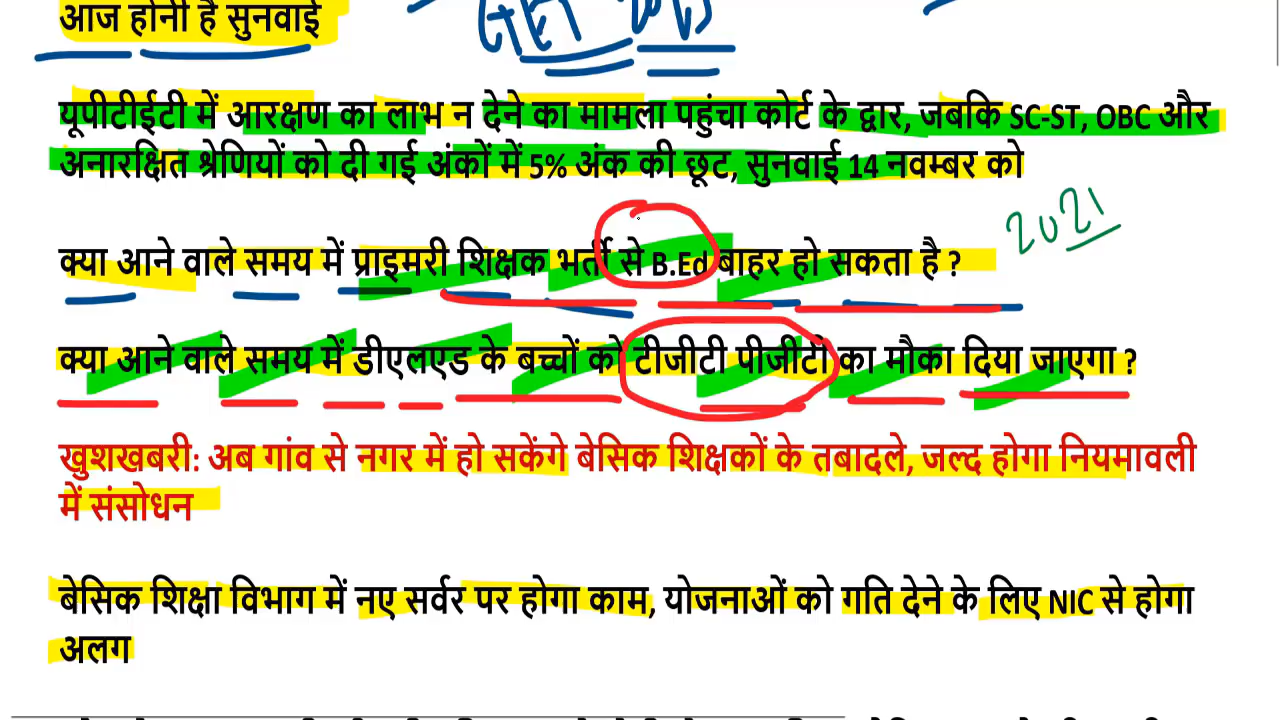 आज होनी है सुनवाई
यूपीटीईटी में आरक्षण का लाभ न देने का मामला पहुंचा कोर्ट के द्वार, जबकि SC-ST, OBC और
अनारक्षित श्रेणियों को दी गई अंकों में 5% अंक की छूट, सुनवाई 14 नवम्बर को
2021
क्या आने वाले समय में प्राइमरी शिक्षक भर्ती से B.Ed बाहर हो सकता है ?
क्या आने वाले समय में डीएलएड के बच्चों को टीजीटी पीजीटी का मौका दिया जाएगा ?
खुशखबरी: अब गांव से नगर में हो सकेंगे बेसिक शिक्षकों के तबादले, जल्द होगा नियमावली
में संसोधन
बेसिक शिक्षा विभाग में नए सर्वर पर होगा काम, योजनाओं को गति देने के लिए NIC से होगा
अलग